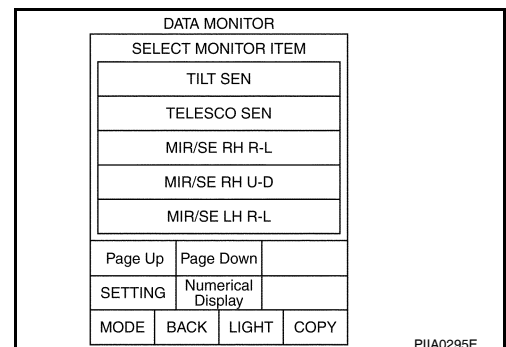 DATA MONITOR
SELECT MONITOR ITEM
TILT SEN
TELESCO SEN
MIR/SE RH R-L
MIR/SE RH U-D
MIR/SE LH R-L
Page Up Page Down
SETTING Numerical
Display
MODE BACK LIGHT COPY
PIIA0295E